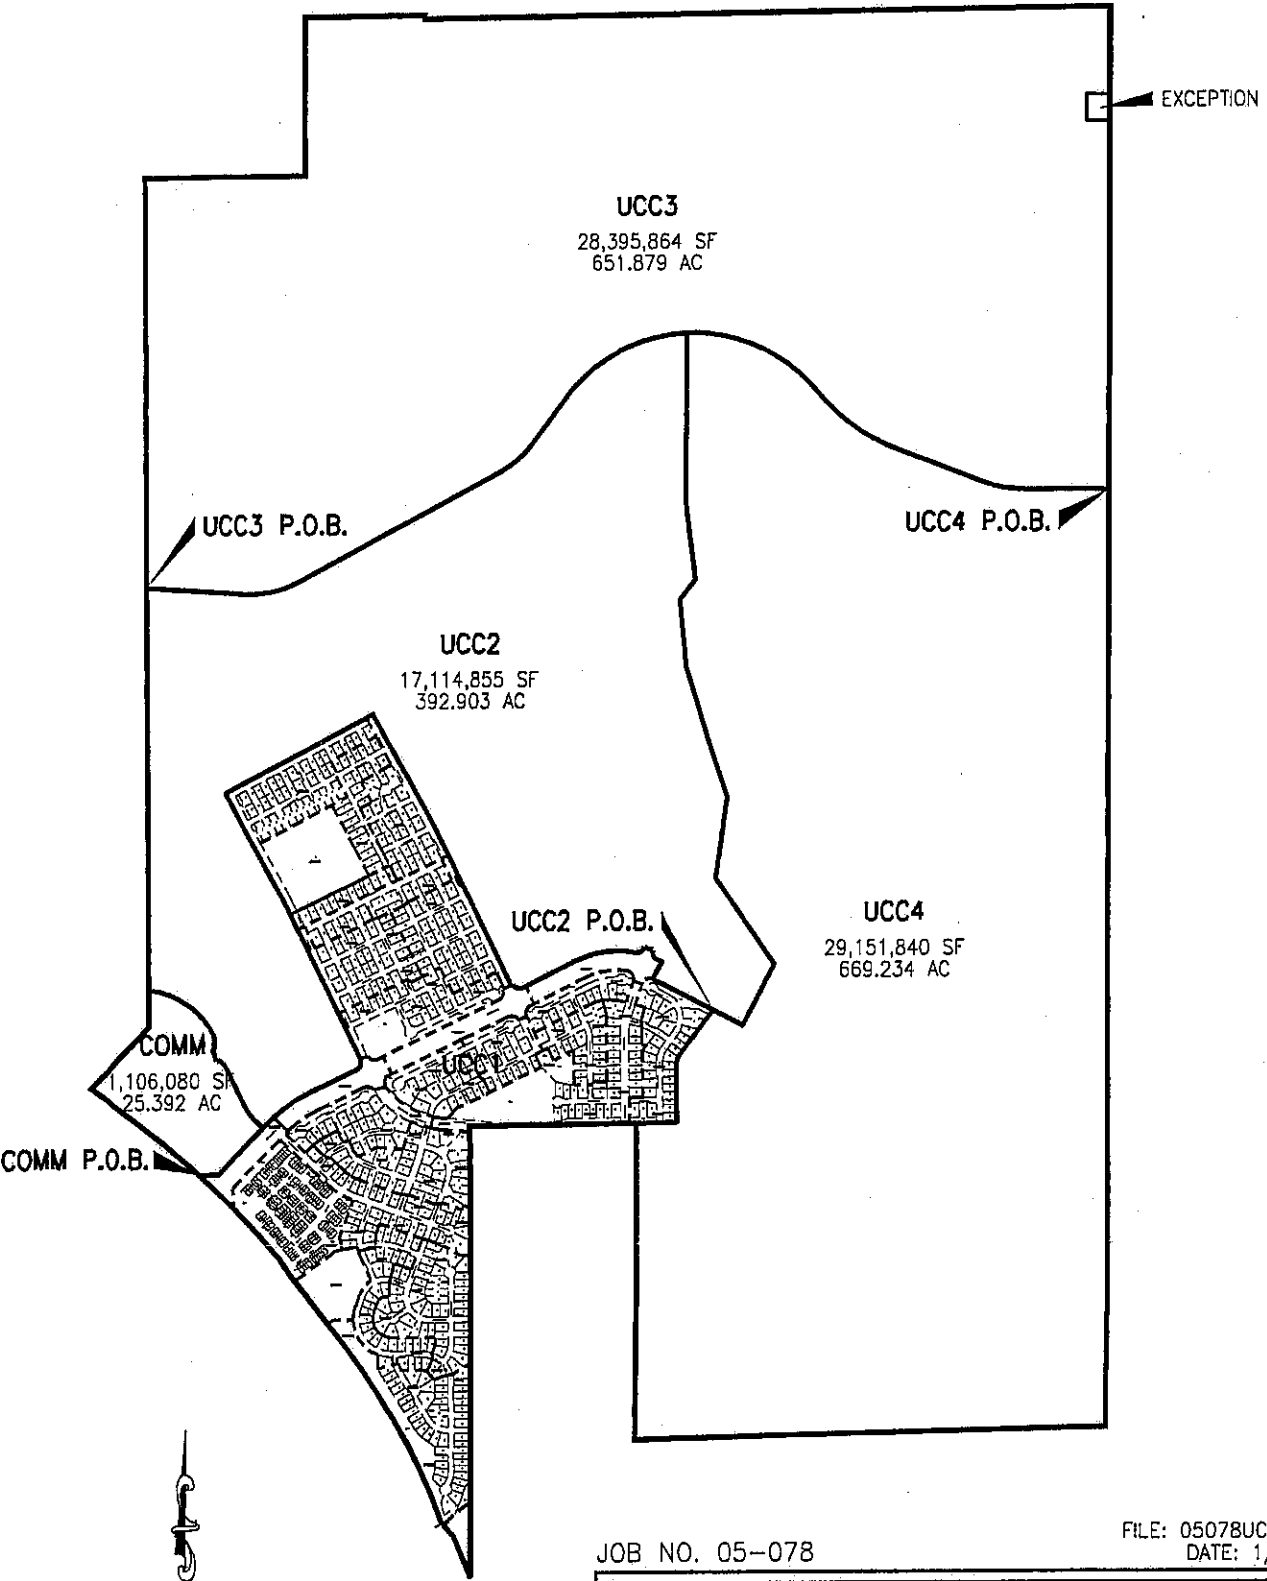 EXCEPTION
UCC3
28,395,864 SF
651.879 AC
UCC3 P.O.B.
UCC4 P.O.B.
UCC2
17,114,855 SF
392.903 AC
UCC2 P.O.B.
UCC4
29,151,840 SF
669.234 AC
COMM
1,106,080 SF
25.392 AC
UCC1
COMM P.O.B.
FILE: 05078UC
JOB NO. 05-078
DATE: 1/